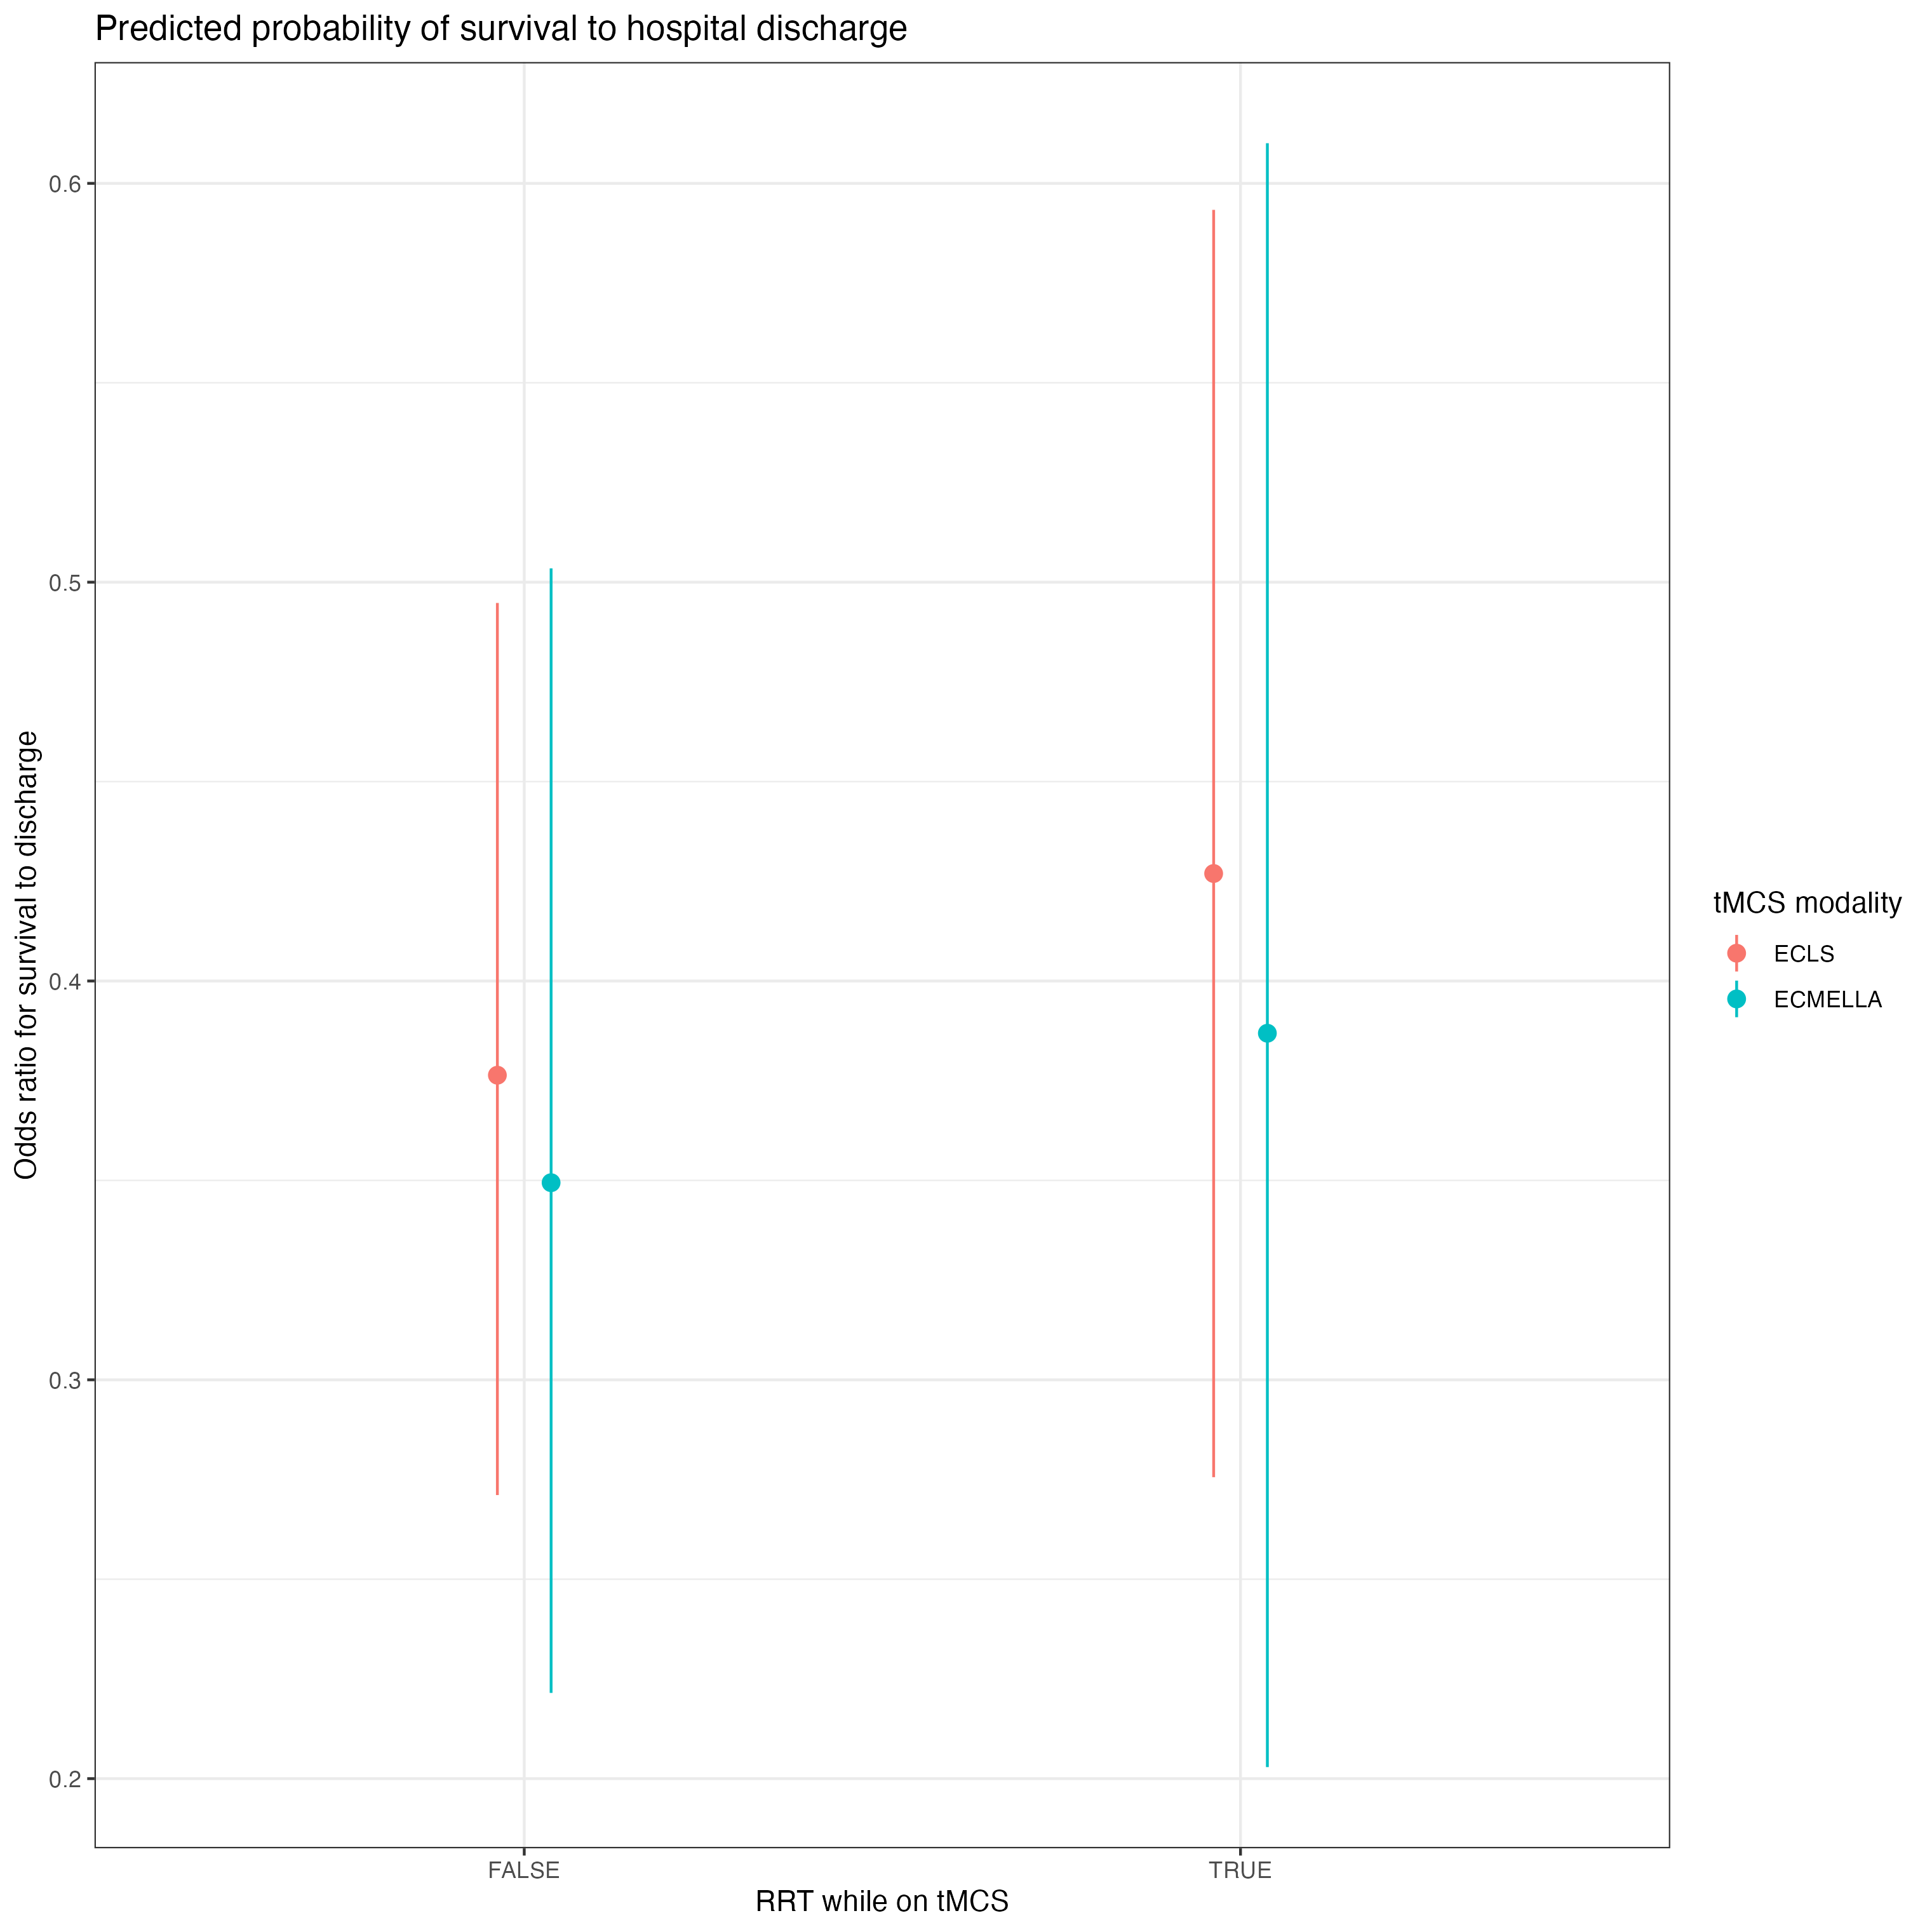 Predicted probability of survival to hospital discharge
Odds ratio for survival to discharge
0.6
0.5
0.4
0.3
0.2
FALSE
TRUE
RRT while on tMCS
tMCS modality
ECLS
ECMELLA